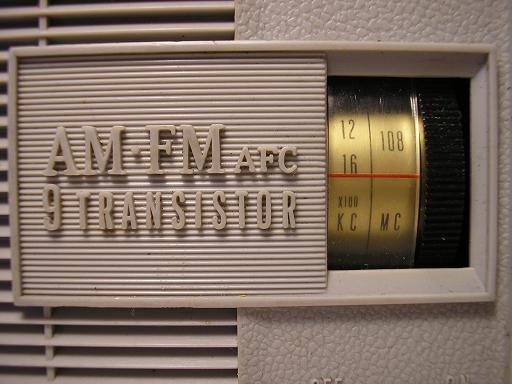 AM·FM AFC
9 TRANSISTOR
12 108
16
X100
KC MC